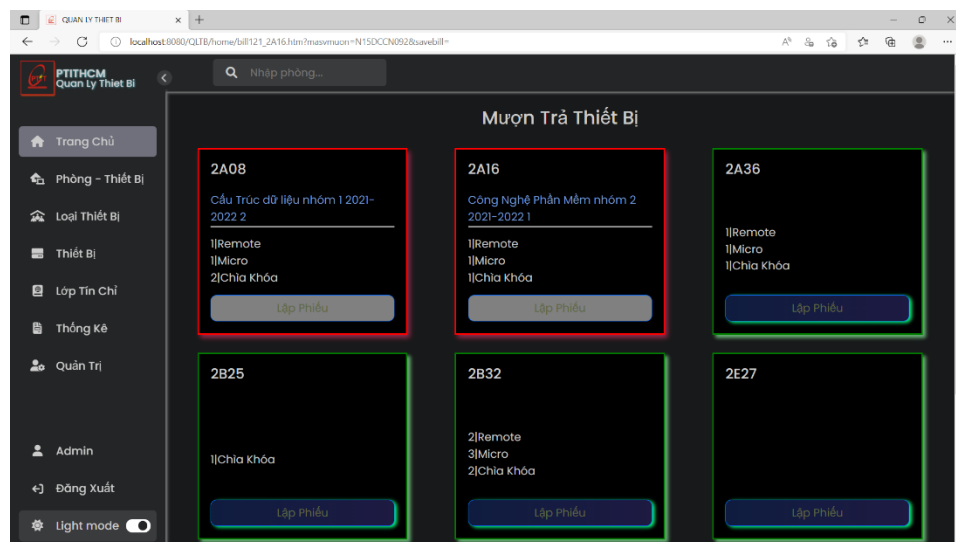 QUAN LY THIET BI
localhost:8080/QLTB/home/bill121_2A16.htm?masvmuon=N15DCCN092&savebill=
PTITHCM
Quan Ly Thiet Bi
Nhập phòng...
Mượn Trả Thiết Bị
Trang Chủ
Phòng - Thiết Bị
Loại Thiết Bị
Thiết Bị
Lớp Tín Chỉ
Thống Kê
Quản Trị
Admin
Đăng Xuất
Light mode
2A08
Cấu Trúc dữ liệu nhóm 1 2021-
2022 2
1|Remote
1|Micro
2|Chìa Khóa
Lập Phiếu
2A16
Công Nghệ Phần Mềm nhóm 2
2021-2022 1
1|Remote
1|Micro
1|Chìa Khóa
Lập Phiếu
2A36
1|Remote
1|Micro
1|Chìa Khóa
Lập Phiếu
2B25
1|Chìa Khóa
Lập Phiếu
2B32
2|Remote
3|Micro
2|Chìa Khóa
Lập Phiếu
2E27
Lập Phiếu